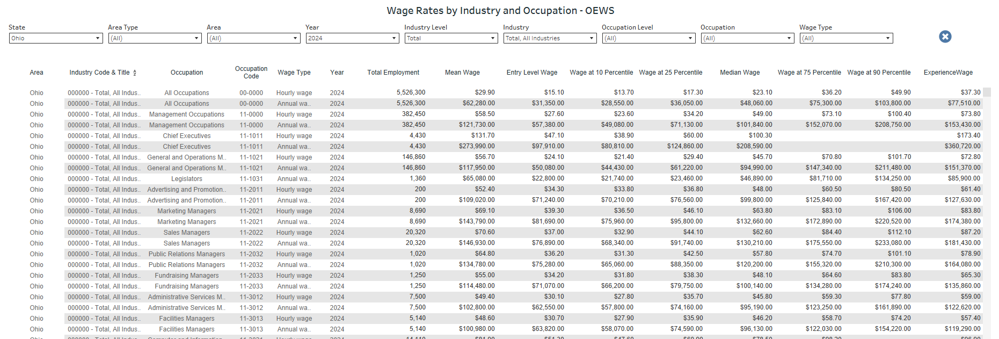 Wage Rates by Industry and Occupation - OEWS
State Area Type Area Year Industry Level Industry Occupation Level Occupation Wage Type
Ohio (All) (All) 2024 Total Total, All Industries (All) (All) (All)
Area Industry Code & Title Occupation Occupation Code Wage Type Year Total Employment Mean Wage Entry Level Wage Wage at 10 Percentile Wage at 25 Percentile Median Wage Wage at 75 Percentile Wage at 90 Percentile ExperienceWage
Ohio 000000 - Total, All Indus.. All Occupations 00-0000 Hourly wage 2024 5,526,300 $29.90 $15.10 $13.70 $17.30 $23.10 $36.20 $49.90 $37.30
Ohio 000000 - Total, All Indus.. All Occupations 00-0000 Annual wa.. 2024 5,526,300 $62,280.00 $31,350.00 $28,550.00 $36,050.00 $48,060.00 $75,300.00 $103,800.00 $77,510.00
Ohio 000000 - Total, All Indus.. Management Occupations 11-0000 Hourly wage 2024 382,450 $58.50 $27.60 $23.60 $34.20 $49.00 $73.10 $100.40 $73.80
Ohio 000000 - Total, All Indus.. Management Occupations 11-0000 Annual wa.. 2024 382,450 $121,730.00 $57,380.00 $49,080.00 $71,130.00 $101,840.00 $152,070.00 $208,750.00 $153,430.00
Ohio 000000 - Total, All Indus.. Chief Executives 11-1011 Hourly wage 2024 4,430 $131.70 $47.10 $38.90 $60.00 $100.30 $173.40
Ohio 000000 - Total, All Indus.. Chief Executives 11-1011 Annual wa.. 2024 4,430 $273,990.00 $97,910.00 $80,810.00 $124,860.00 $208,590.00 $360,720.00
Ohio 000000 - Total, All Indus.. General and Operations M.. 11-1021 Hourly wage 2024 146,860 $56.70 $24.10 $21.40 $29.40 $45.70 $70.80 $101.70 $72.80
Ohio 000000 - Total, All Indus.. General and Operations M.. 11-1021 Annual wa.. 2024 146,860 $117,950.00 $50,080.00 $44,430.00 $61,220.00 $94,990.00 $147,340.00 $211,480.00 $151,370.00
Ohio 000000 - Total, All Indus.. Legislators 11-1031 Annual wa.. 2024 1,360 $65,080.00 $22,800.00 $21,740.00 $23,460.00 $46,890.00 $81,710.00 $134,250.00 $85,900.00
Ohio 000000 - Total, All Indus.. Advertising and Promotion.. 11-2011 Hourly wage 2024 200 $52.40 $34.30 $33.80 $36.80 $48.00 $60.50 $80.50 $61.40
Ohio 000000 - Total, All Indus.. Advertising and Promotion.. 11-2011 Annual wa.. 2024 200 $109,020.00 $71,240.00 $70,210.00 $76,560.00 $99,800.00 $125,840.00 $167,420.00 $127,630.00
Ohio 000000 - Total, All Indus.. Marketing Managers 11-2021 Hourly wage 2024 8,690 $69.10 $39.30 $36.50 $46.10 $63.80 $83.10 $106.00 $83.80
Ohio 000000 - Total, All Indus.. Marketing Managers 11-2021 Annual wa.. 2024 8,690 $143,790.00 $81,690.00 $75,960.00 $95,800.00 $132,660.00 $172,890.00 $220,520.00 $174,380.00
Ohio 000000 - Total, All Indus.. Sales Managers 11-2022 Hourly wage 2024 20,320 $70.60 $37.00 $32.90 $44.10 $62.60 $84.40 $112.10 $87.20
Ohio 000000 - Total, All Indus.. Sales Managers 11-2022 Annual wa.. 2024 20,320 $146,930.00 $76,890.00 $68,340.00 $91,740.00 $130,210.00 $175,550.00 $233,080.00 $181,430.00
Ohio 000000 - Total, All Indus.. Public Relations Managers 11-2032 Hourly wage 2024 1,020 $64.80 $36.20 $31.30 $42.50 $57.80 $74.70 $101.10 $78.90
Ohio 000000 - Total, All Indus.. Public Relations Managers 11-2032 Annual wa.. 2024 1,020 $134,780.00 $75,280.00 $65,060.00 $88,350.00 $120,200.00 $155,320.00 $210,300.00 $164,080.00
Ohio 000000 - Total, All Indus.. Fundraising Managers 11-2033 Hourly wage 2024 1,250 $55.00 $34.20 $31.80 $38.30 $48.10 $64.60 $83.80 $65.30
Ohio 000000 - Total, All Indus.. Fundraising Managers 11-2033 Annual wa.. 2024 1,250 $114,480.00 $71,070.00 $66,200.00 $79,750.00 $100,140.00 $134,280.00 $174,240.00 $135,860.00
Ohio 000000 - Total, All Indus.. Administrative Services M.. 11-3012 Hourly wage 2024 7,500 $49.40 $30.10 $27.80 $35.70 $45.80 $59.30 $77.80 $59.00
Ohio 000000 - Total, All Indus.. Administrative Services M.. 11-3012 Annual wa.. 2024 7,500 $102,800.00 $62,550.00 $57,800.00 $74,160.00 $95,190.00 $123,250.00 $161,890.00 $122,620.00
Ohio 000000 - Total, All Indus.. Facilities Managers 11-3013 Hourly wage 2024 5,140 $48.60 $30.70 $27.90 $35.90 $46.20 $58.70 $74.20 $57.40
Ohio 000000 - Total, All Indus.. Facilities Managers 11-3013 Annual wa.. 2024 5,140 $100,980.00 $63,820.00 $58,070.00 $74,590.00 $96,130.00 $122,030.00 $154,220.00 $119,290.00